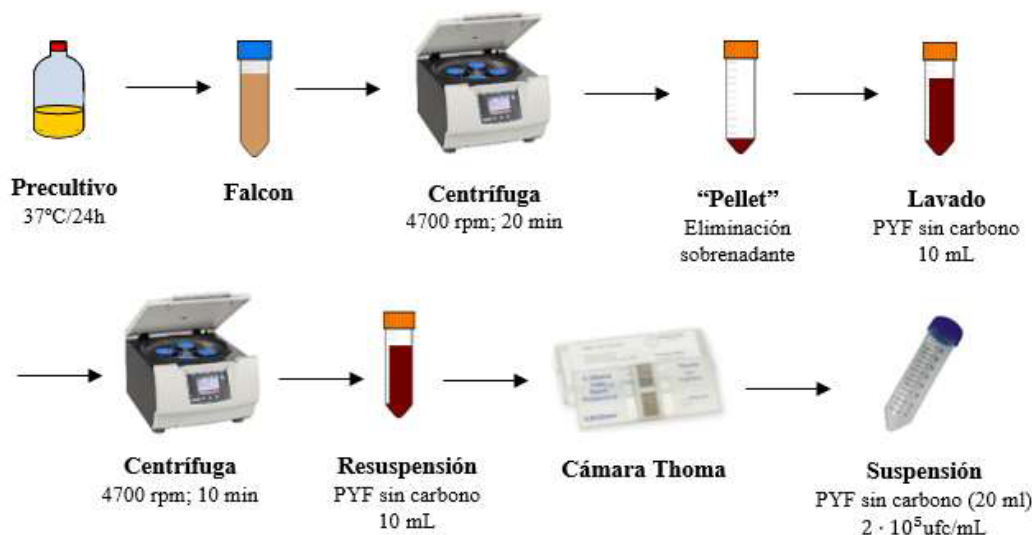 Precultivo
37ºC/24h
Falcon
Centrífuga
4700 rpm; 20 min
“Pellet”
Eliminación
sobrenadante
Lavado
PYF sin carbono
10 mL
Centrífuga
4700 rpm; 10 min
Resuspensión
PYF sin carbono
10 mL
Cámara Thoma
Suspensión
PYF sin carbono (20 ml)
2 · 10⁵ufc/mL